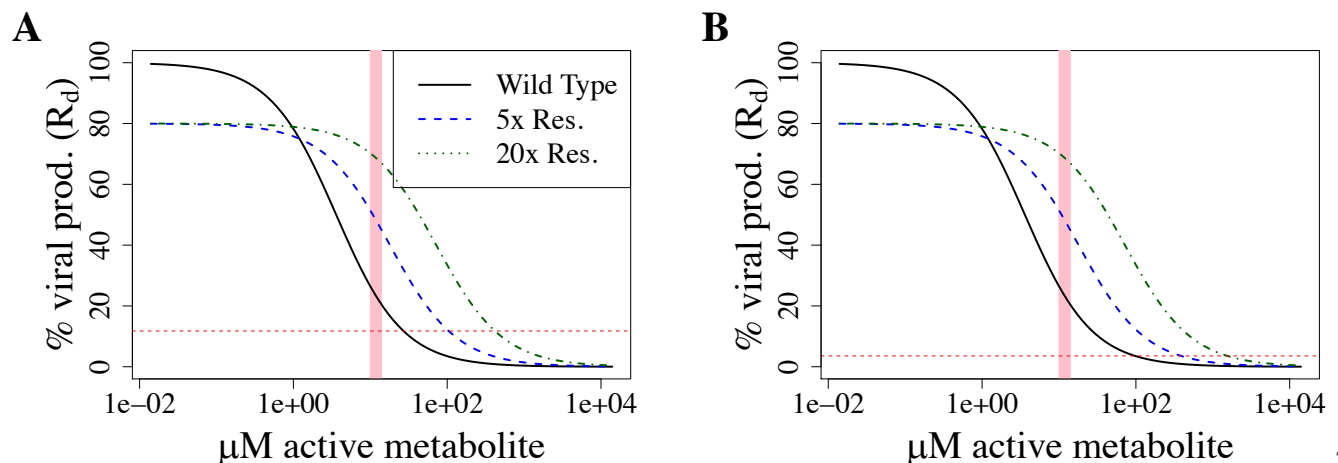 A
% viral prod. (Rd)
100
80
60
40
20
0
Wild Type
5x Res.
20x Res.
1e−02 1e+00 1e+02 1e+04
μM active metabolite
B
% viral prod. (Rd)
100
80
60
40
20
0
1e−02 1e+00 1e+02 1e+04
μM active metabolite